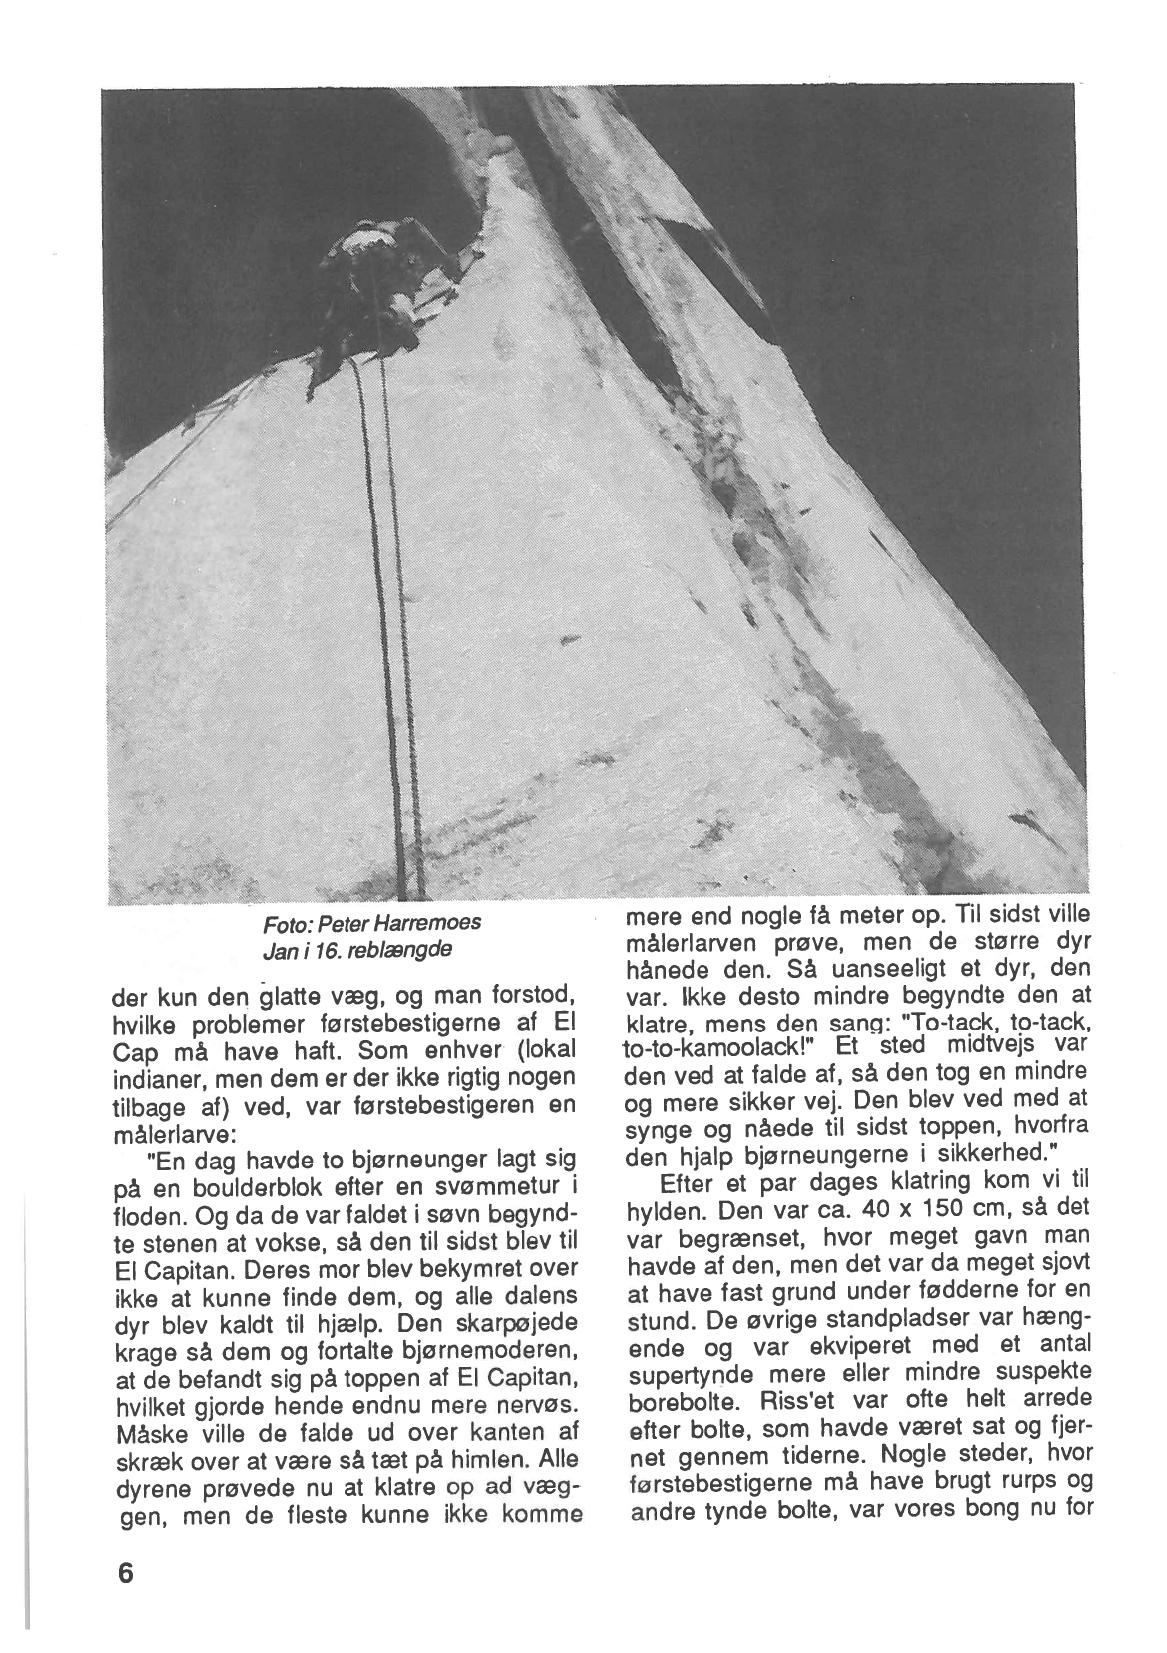 Foto: Peter Harremoes
Jan i 16. reblængde
der kun den glatte væg, og man forstod,
hvilke problemer førstebestigerne af El
Cap må have haft. Som enhver (lokal
indianer, men dem er der ikke rigtig nogen
tilbage af) ved, var førstebestigeren en
målerlarve:
"En dag havde to bjørneunger lagt sig
på en boulderblok efter en svømmetur i
floden. Og da de var faldet i søvn begynd-
te stenen at vokse, så den til sidst blev til
El Capitan. Deres mor blev bekymret over
ikke at kunne finde dem, og alle dalens
dyr blev kaldt til hjælp. Den skarpøjede
krage så dem og fortalte bjørnemoderen,
at de befandt sig på toppen af El Capitan,
hvilket gjorde hende endnu mere nervøs.
Måske ville de falde ud over kanten af
skræk over at være så tæt på himlen. Alle
dyrene prøvede nu at klatre op ad væg-
gen, men de fleste kunne ikke komme
mere end nogle få meter op. Til sidst ville
målerlarven prøve, men de større dyr
hånede den. Så uanseeligt et dyr, den
var. Ikke desto mindre begyndte den at
klatre, mens den sang: "To-tack, to-tack,
to-to-kamoolack!" Et sted midtvejs var
den ved at falde af, så den tog en mindre
og mere sikker vej. Den blev ved med at
synge og nåede til sidst toppen, hvorfra
den hjalp bjørneungerne i sikkerhed."
Efter et par dages klatring kom vi til
hylden. Den var ca. 40 x 150 cm, så det
var begrænset, hvor meget gavn man
havde af den, men det var da meget sjovt
at have fast grund under fødderne for en
stund. De øvrige standpladser var hæng-
ende og var ekviperet med et antal
supertynde mere eller mindre suspekte
borebolte. Riss'et var ofte helt arrede
efter bolte, som havde været sat og fjer-
net gennem tiderne. Nogle steder, hvor
førstebestigerne må have brugt rurps og
andre tynde bolte, var vores bong nu for
6